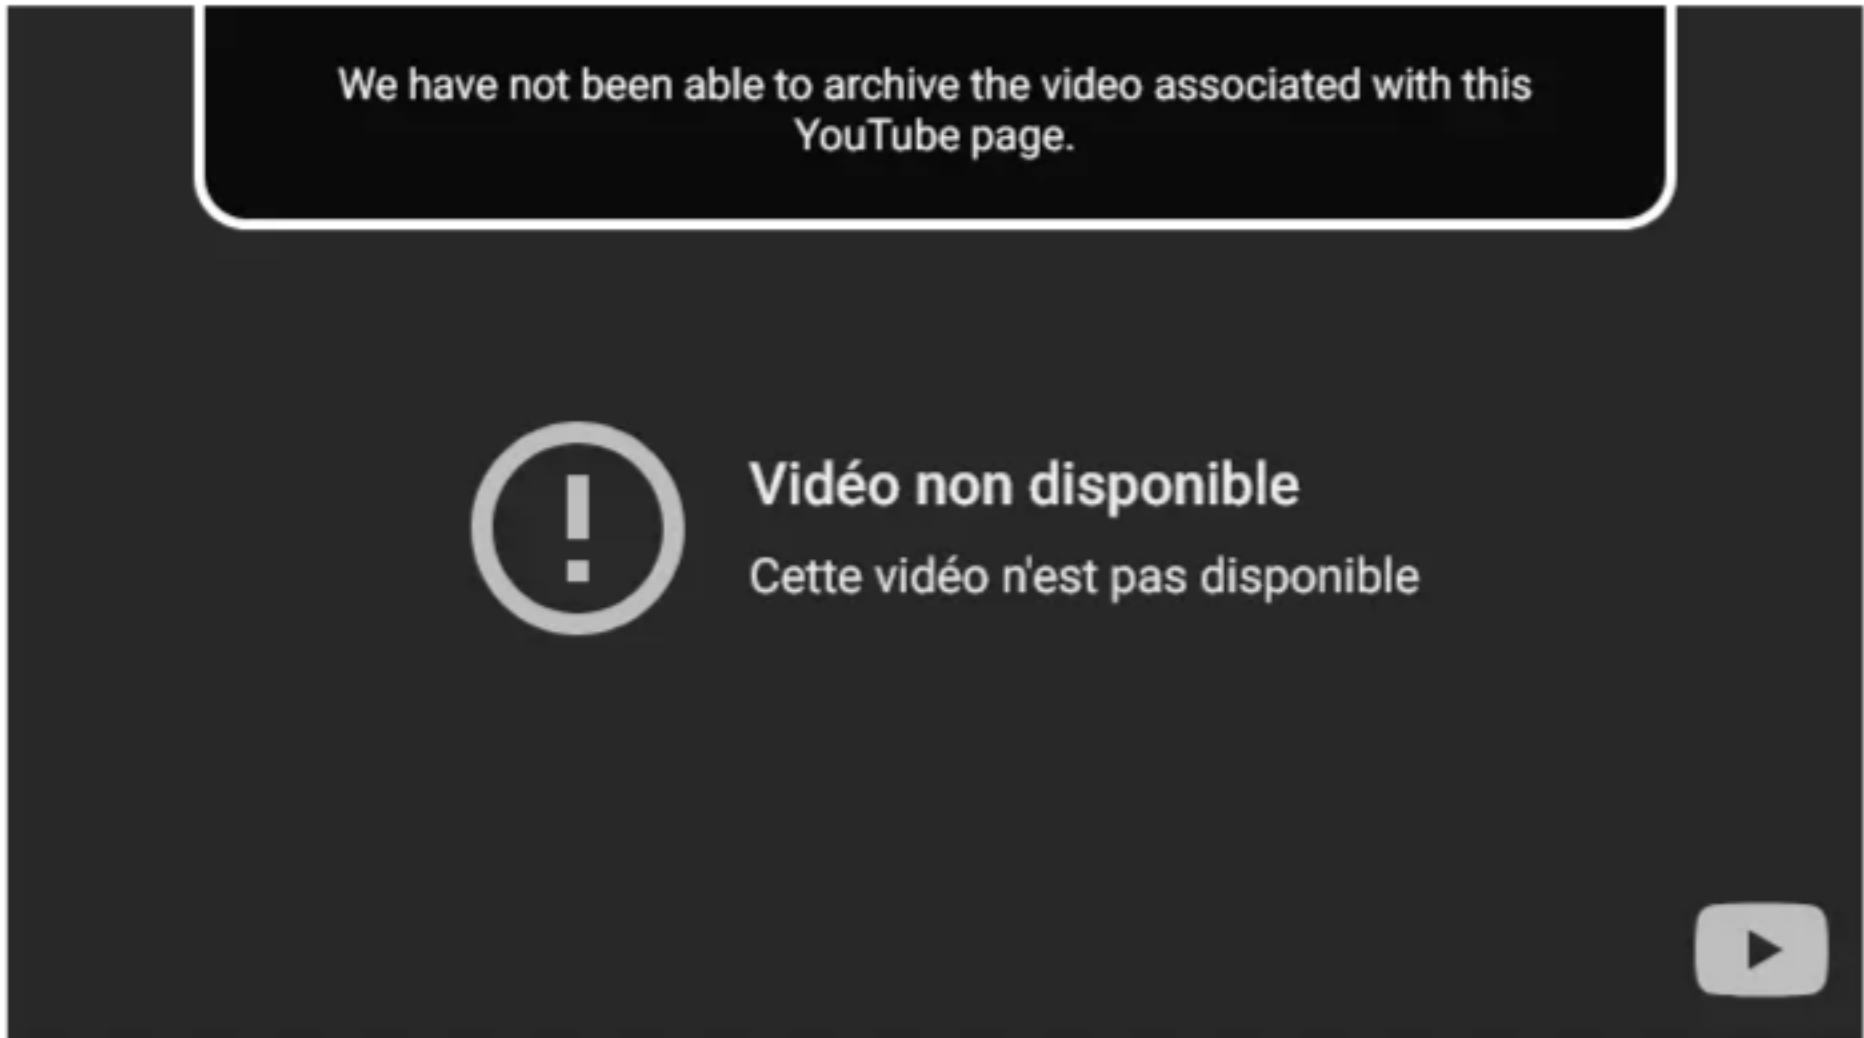 We have not been able to archive the video associated with this
YouTube page.
Vidéo non disponible
Cette vidéo n'est pas disponible